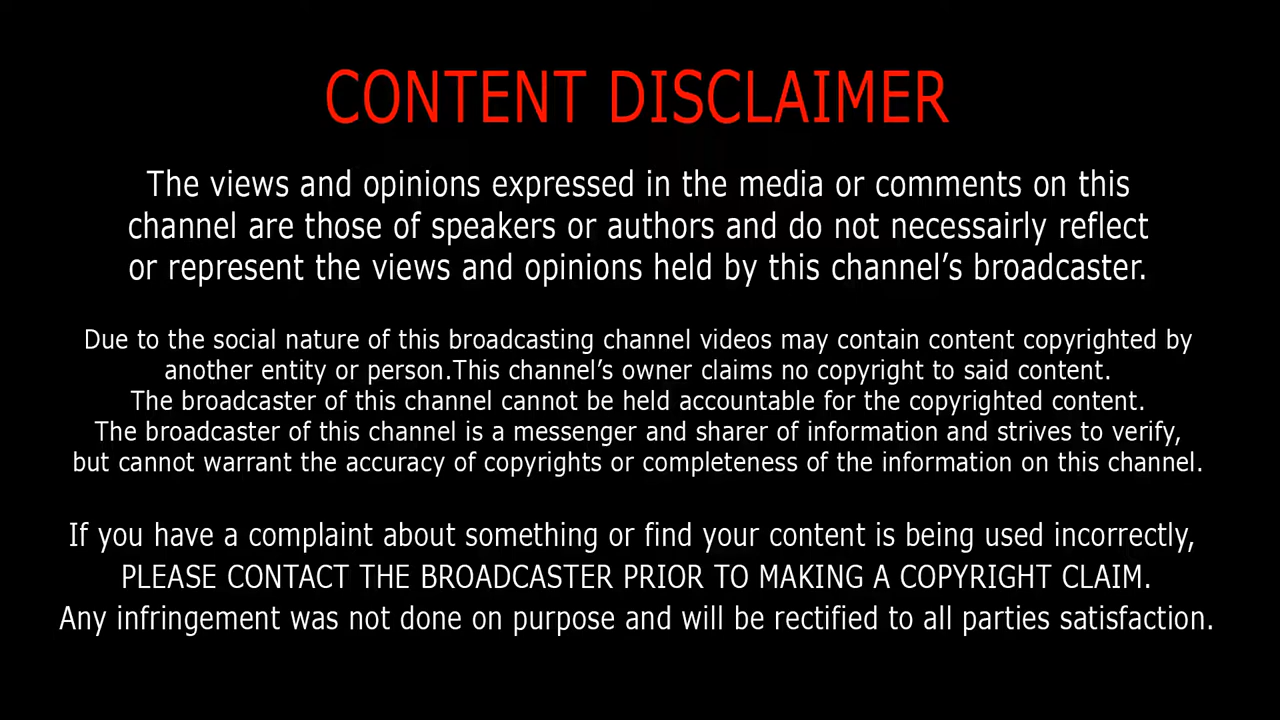 CONTENT DISCLAIMER
The views and opinions expressed in the media or comments on this
channel are those of speakers or authors and do not necessairly reflect
or represent the views and opinions held by this channel’s broadcaster.
Due to the social nature of this broadcasting channel videos may contain content copyrighted by
another entity or person.This channel’s owner claims no copyright to said content.
The broadcaster of this channel cannot be held accountable for the copyrighted content.
The broadcaster of this channel is a messenger and sharer of information and strives to verify,
but cannot warrant the accuracy of copyrights or completeness of the information on this channel.
If you have a complaint about something or find your content is being used incorrectly,
PLEASE CONTACT THE BROADCASTER PRIOR TO MAKING A COPYRIGHT CLAIM.
Any infringement was not done on purpose and will be rectified to all parties satisfaction.